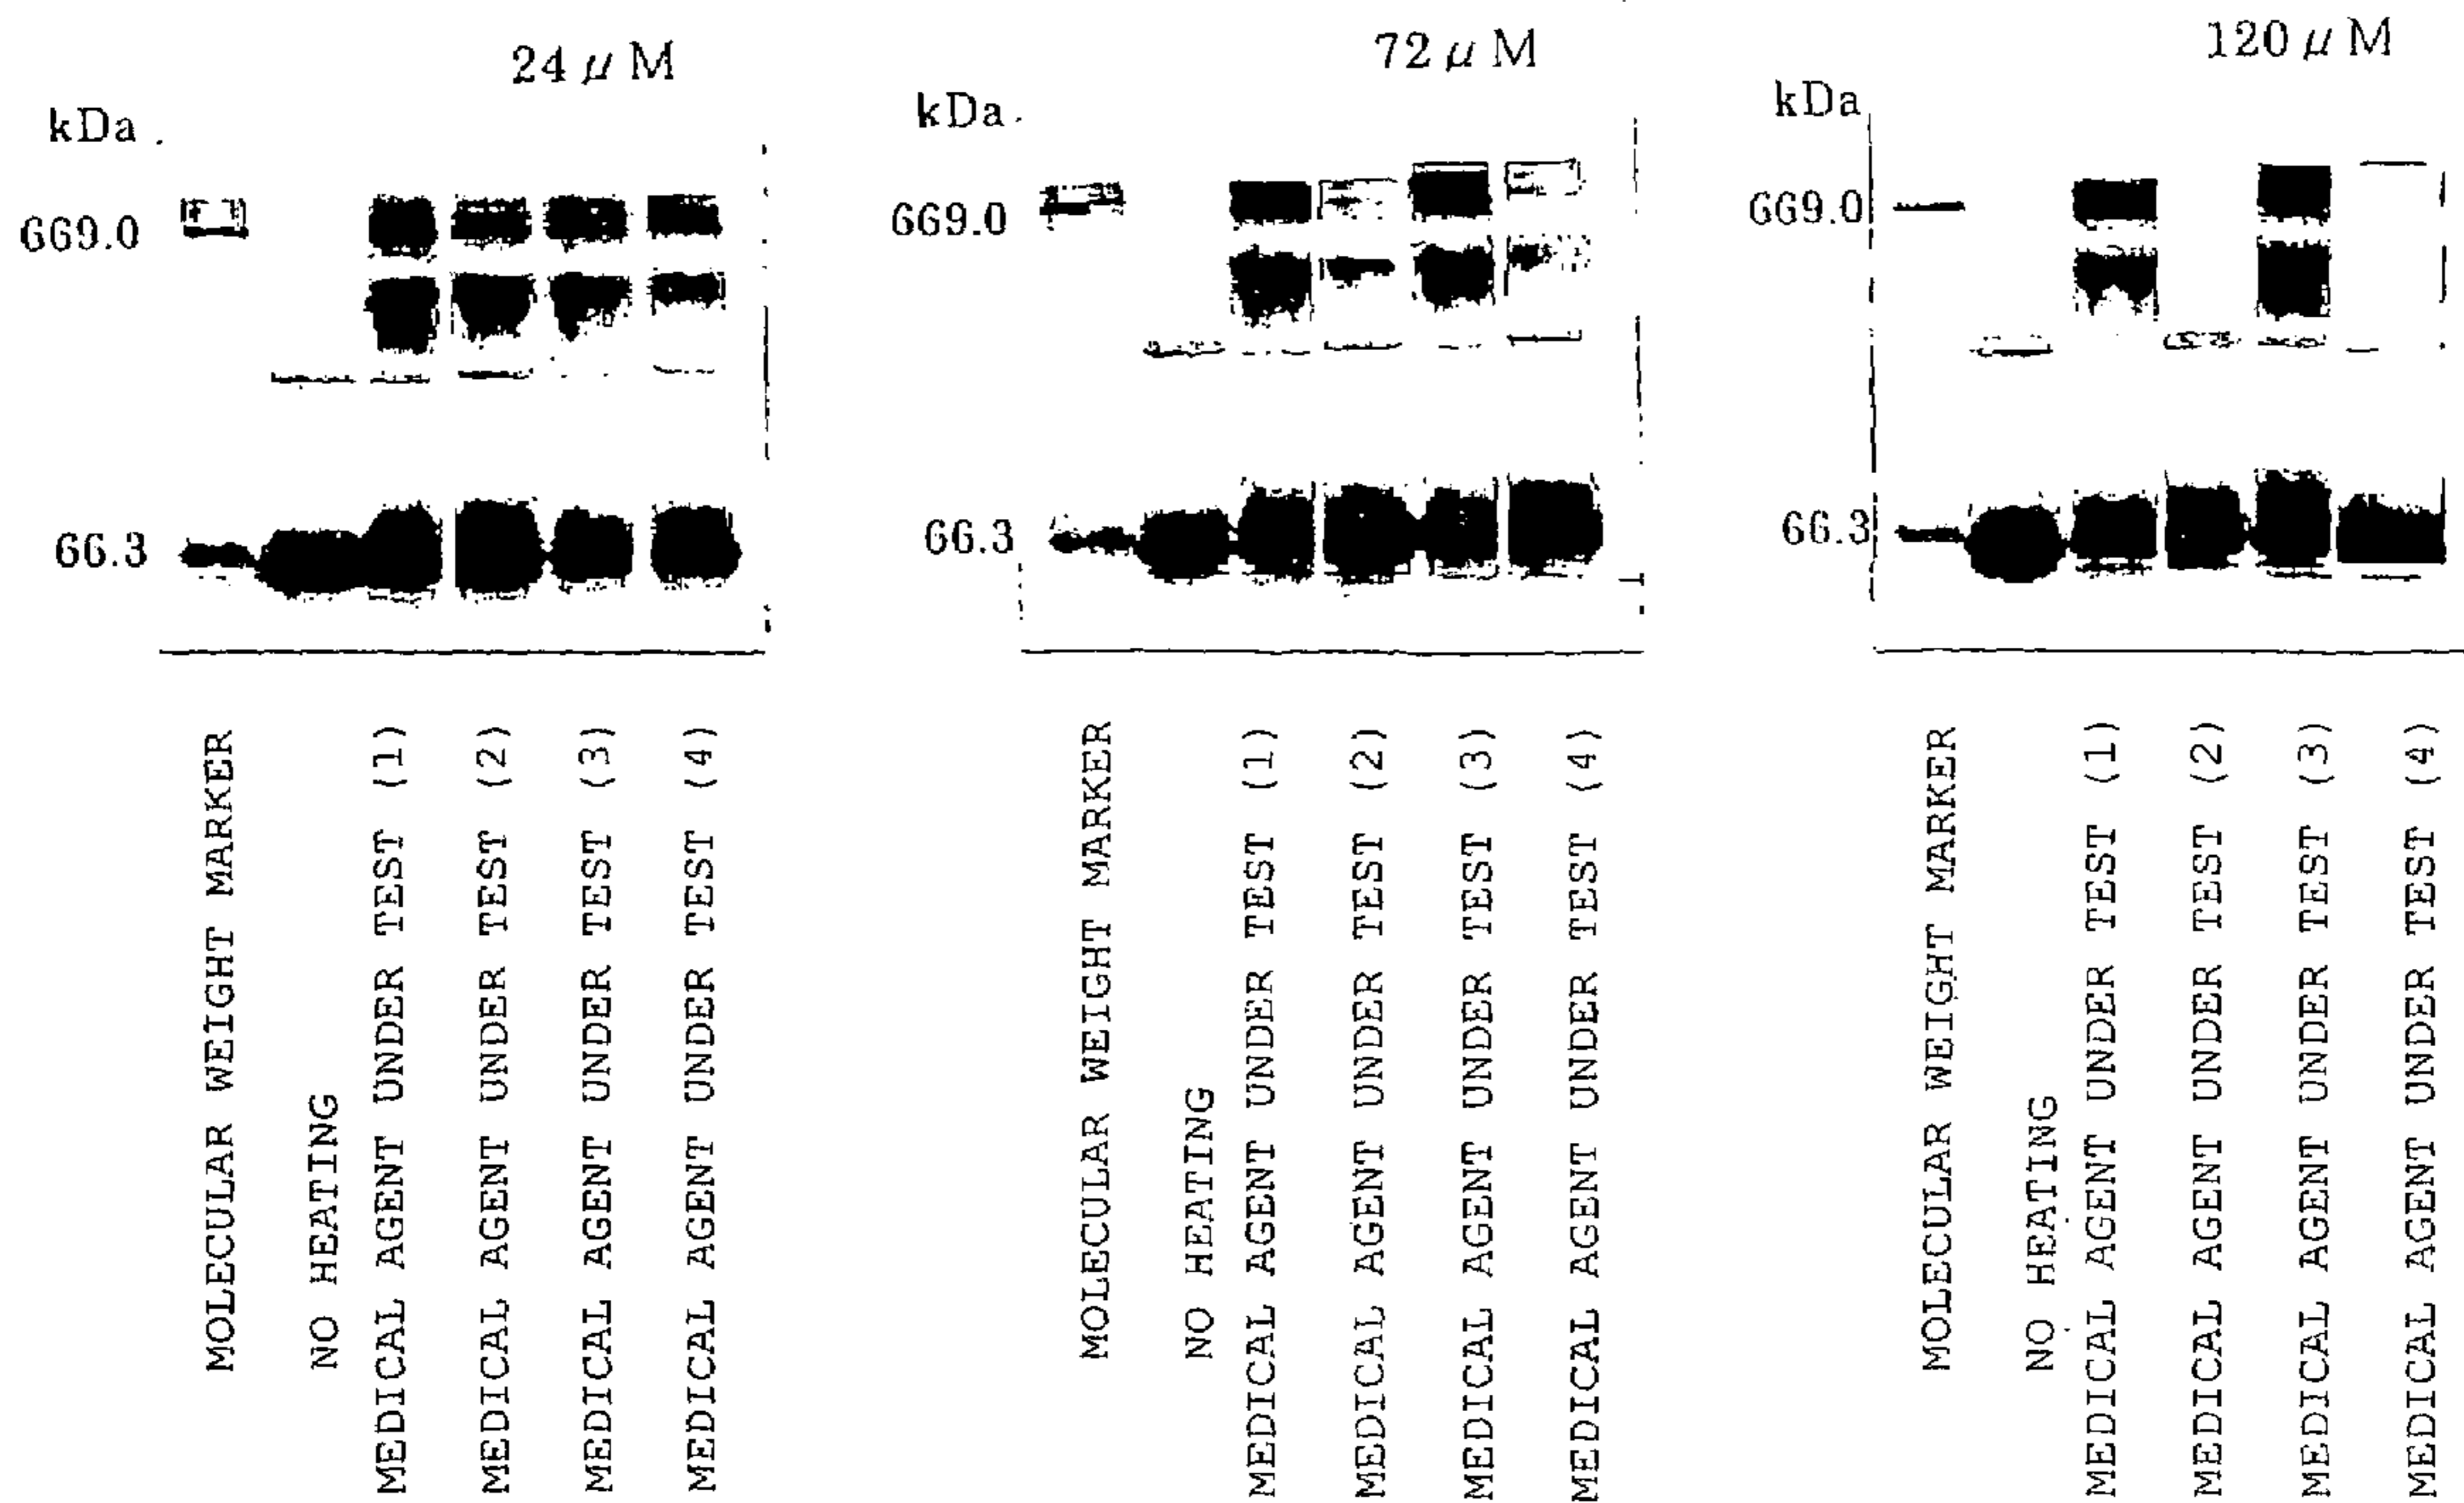 24 μ M
kDa
669.0
66.3
MOLECULAR WEIGHT MARKER
NO HEATING
MEDICAL AGENT UNDER TEST (1)
MEDICAL AGENT UNDER TEST (2)
MEDICAL AGENT UNDER TEST (3)
MEDICAL AGENT UNDER TEST (4)
72 μ M
kDa
669.0
66.3
MOLECULAR WEIGHT MARKER
NO HEATING
MEDICAL AGENT UNDER TEST (1)
MEDICAL AGENT UNDER TEST (2)
MEDICAL AGENT UNDER TEST (3)
MEDICAL AGENT UNDER TEST (4)
120 μ M
kDa
669.0
66.3
MOLECULAR WEIGHT MARKER
NO HEATING
MEDICAL AGENT UNDER TEST (1)
MEDICAL AGENT UNDER TEST (2)
MEDICAL AGENT UNDER TEST (3)
MEDICAL AGENT UNDER TEST (4)